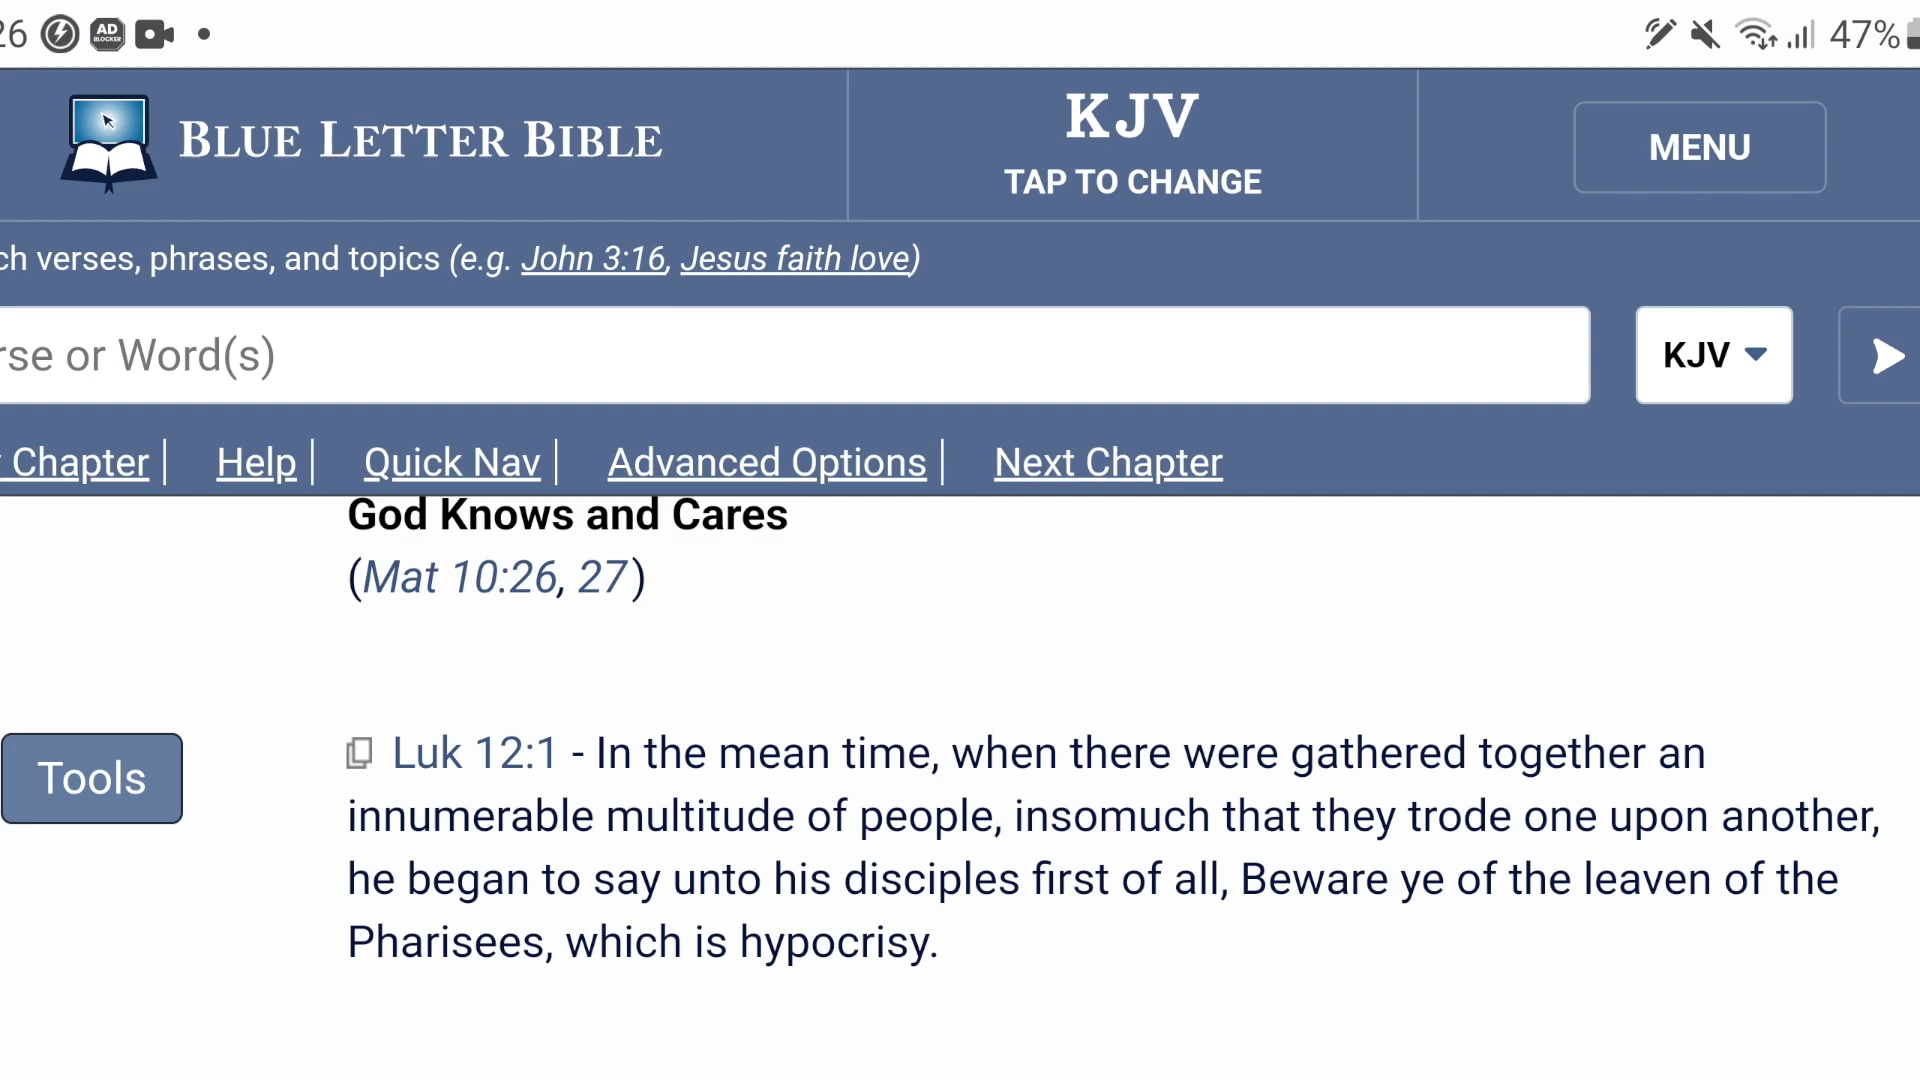 26 AD BLOCKER 47%
BLUE LETTER BIBLE
KJV
TAP TO CHANGE
MENU
ch verses, phrases, and topics (e.g. John 3:16, Jesus faith love)
rse or Word(s)
KJV
Chapter | Help | Quick Nav | Advanced Options | Next Chapter
God Knows and Cares
(Mat 10:26, 27)
Tools
Luk 12:1 - In the mean time, when there were gathered together an
innumerable multitude of people, insomuch that they trode one upon another,
he began to say unto his disciples first of all, Beware ye of the leaven of the
Pharisees, which is hypocrisy.